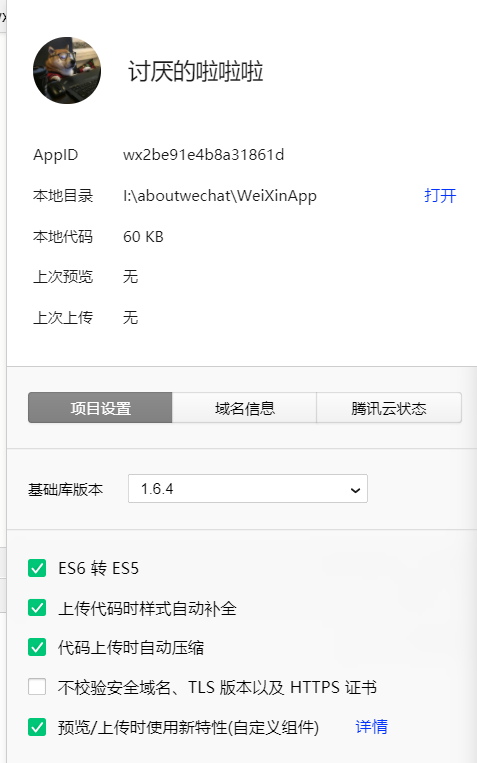 讨厌的啦啦啦
AppID wx2be91e4b8a31861d
本地目录 I:\aboutwechat\WeiXinApp 打开
本地代码 60 KB
上次预览 无
上次上传 无
项目设置 域名信息 腾讯云状态
基础库版本 1.6.4
ES6 转 ES5
上传代码时样式自动补全
代码上传时自动压缩
不校验安全域名、TLS 版本以及 HTTPS 证书
预览/上传时使用新特性(自定义组件) 详情